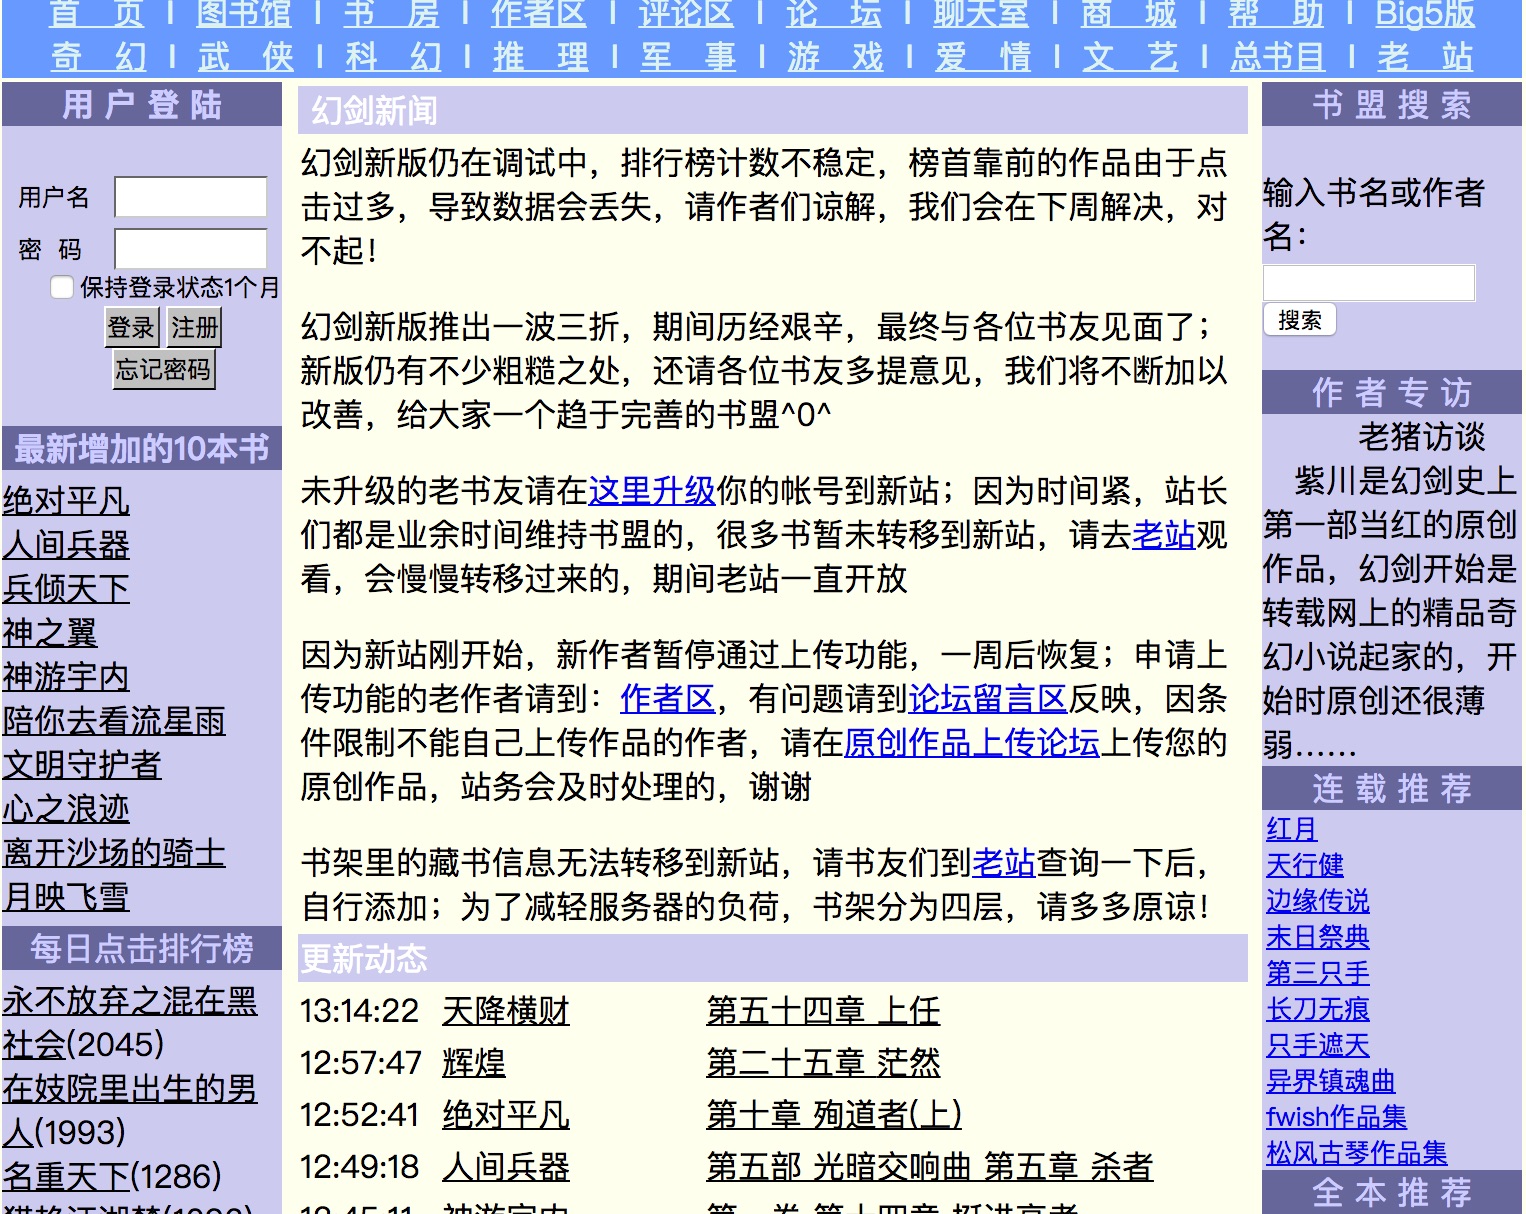 首　页 | 图书馆 | 书　房 | 作者区 | 评论区 | 论　坛 | 聊天室 | 商　城 | 帮　助 | Big5版
奇　幻 | 武　侠 | 科　幻 | 推　理 | 军　事 | 游　戏 | 爱　情 | 文　艺 | 总书目 | 老　站
用 户 登 陆
用户名
密 码
保持登录状态1个月
登录 注册
忘记密码
最新增加的10本书
绝对平凡
人间兵器
兵倾天下
神之翼
神游宇内
陪你去看流星雨
文明守护者
心之浪迹
离开沙场的骑士
月映飞雪
每日点击排行榜
永不放弃之混在黑
社会(2045)
在妓院里出生的男
人(1993)
名重天下(1286)
幻剑新闻
幻剑新版仍在调试中，排行榜计数不稳定，榜首靠前的作品由于点
击过多，导致数据会丢失，请作者们谅解，我们会在下周解决，对
不起！
幻剑新版推出一波三折，期间历经艰辛，最终与各位书友见面了；
新版仍有不少粗糙之处，还请各位书友多提意见，我们将不断加以
改善，给大家一个趋于完善的书盟^0^
未升级的老书友请在这里升级你的帐号到新站；因为时间紧，站长
们都是业余时间维持书盟的，很多书暂未转移到新站，请去老站观
看，会慢慢转移过来的，期间老站一直开放
因为新站刚开始，新作者暂停通过上传功能，一周后恢复；申请上
传功能的老作者请到：作者区，有问题请到论坛留言区反映，因条
件限制不能自己上传作品的作者，请在原创作品上传论坛上传您的
原创作品，站务会及时处理的，谢谢
书架里的藏书信息无法转移到新站，请书友们到老站查询一下后，
自行添加；为了减轻服务器的负荷，书架分为四层，请多多原谅！
更新动态
13:14:22 天降横财 第五十四章 上任
12:57:47 辉煌 第二十五章 茫然
12:52:41 绝对平凡 第十章 殉道者(上)
12:49:18 人间兵器 第五部 光暗交响曲 第五章 杀者
书 盟 搜 索
输入书名或作者
名：
搜索
作 者 专 访
老猪访谈
紫川是幻剑史上
第一部当红的原创
作品，幻剑开始是
转载网上的精品奇
幻小说起家的，开
始时原创还很薄
弱……
连 载 推 荐
红月
天行健
边缘传说
末日祭典
第三只手
长刀无痕
只手遮天
异界镇魂曲
fwish作品集
松风古琴作品集
全 本 推 荐